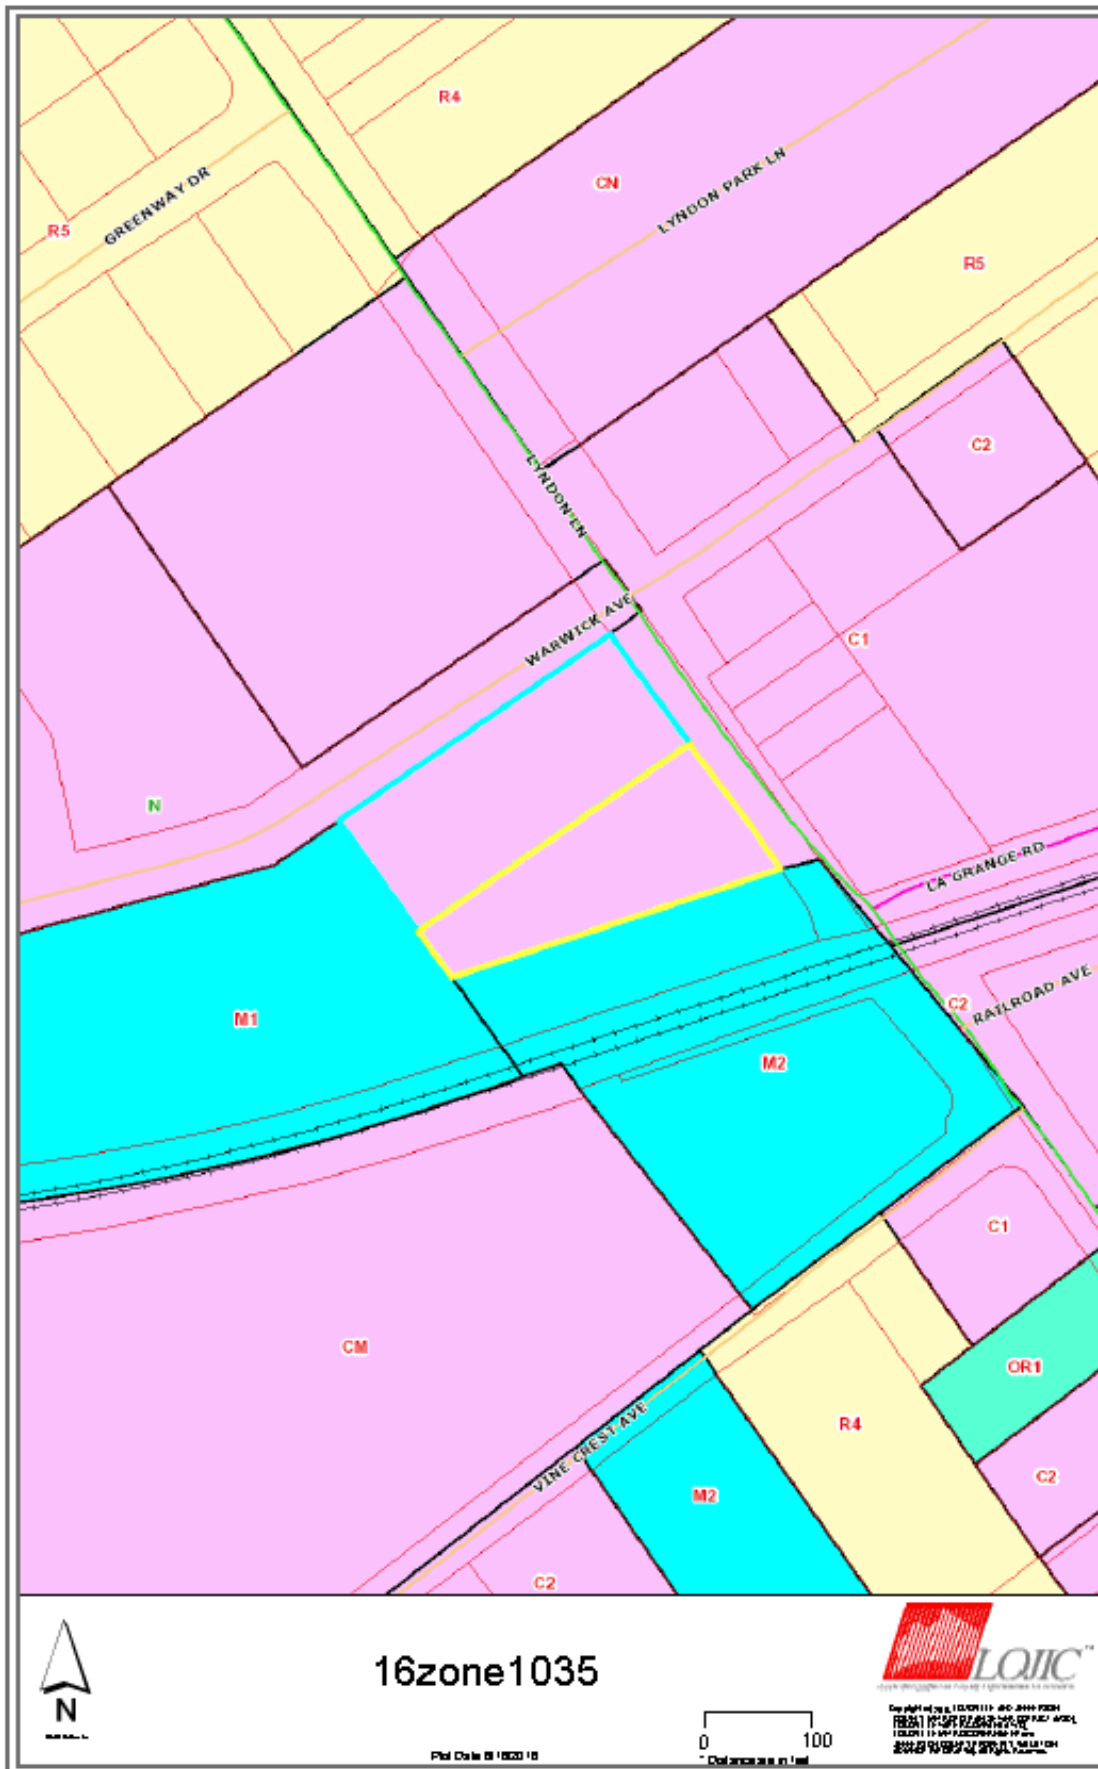 R4
CN
LYNDON PARK LN
GREENWAY DR
R5
R5
C2
LYNDON LN
WARWICK AVE
C1
N
LA GRANGE RD
RAILROAD AVE
C2
M1
M2
C1
CM
OR1
R4
C2
VINE CREST AVE
M2
C2
N
16zone1035
LOJIC™
0 100